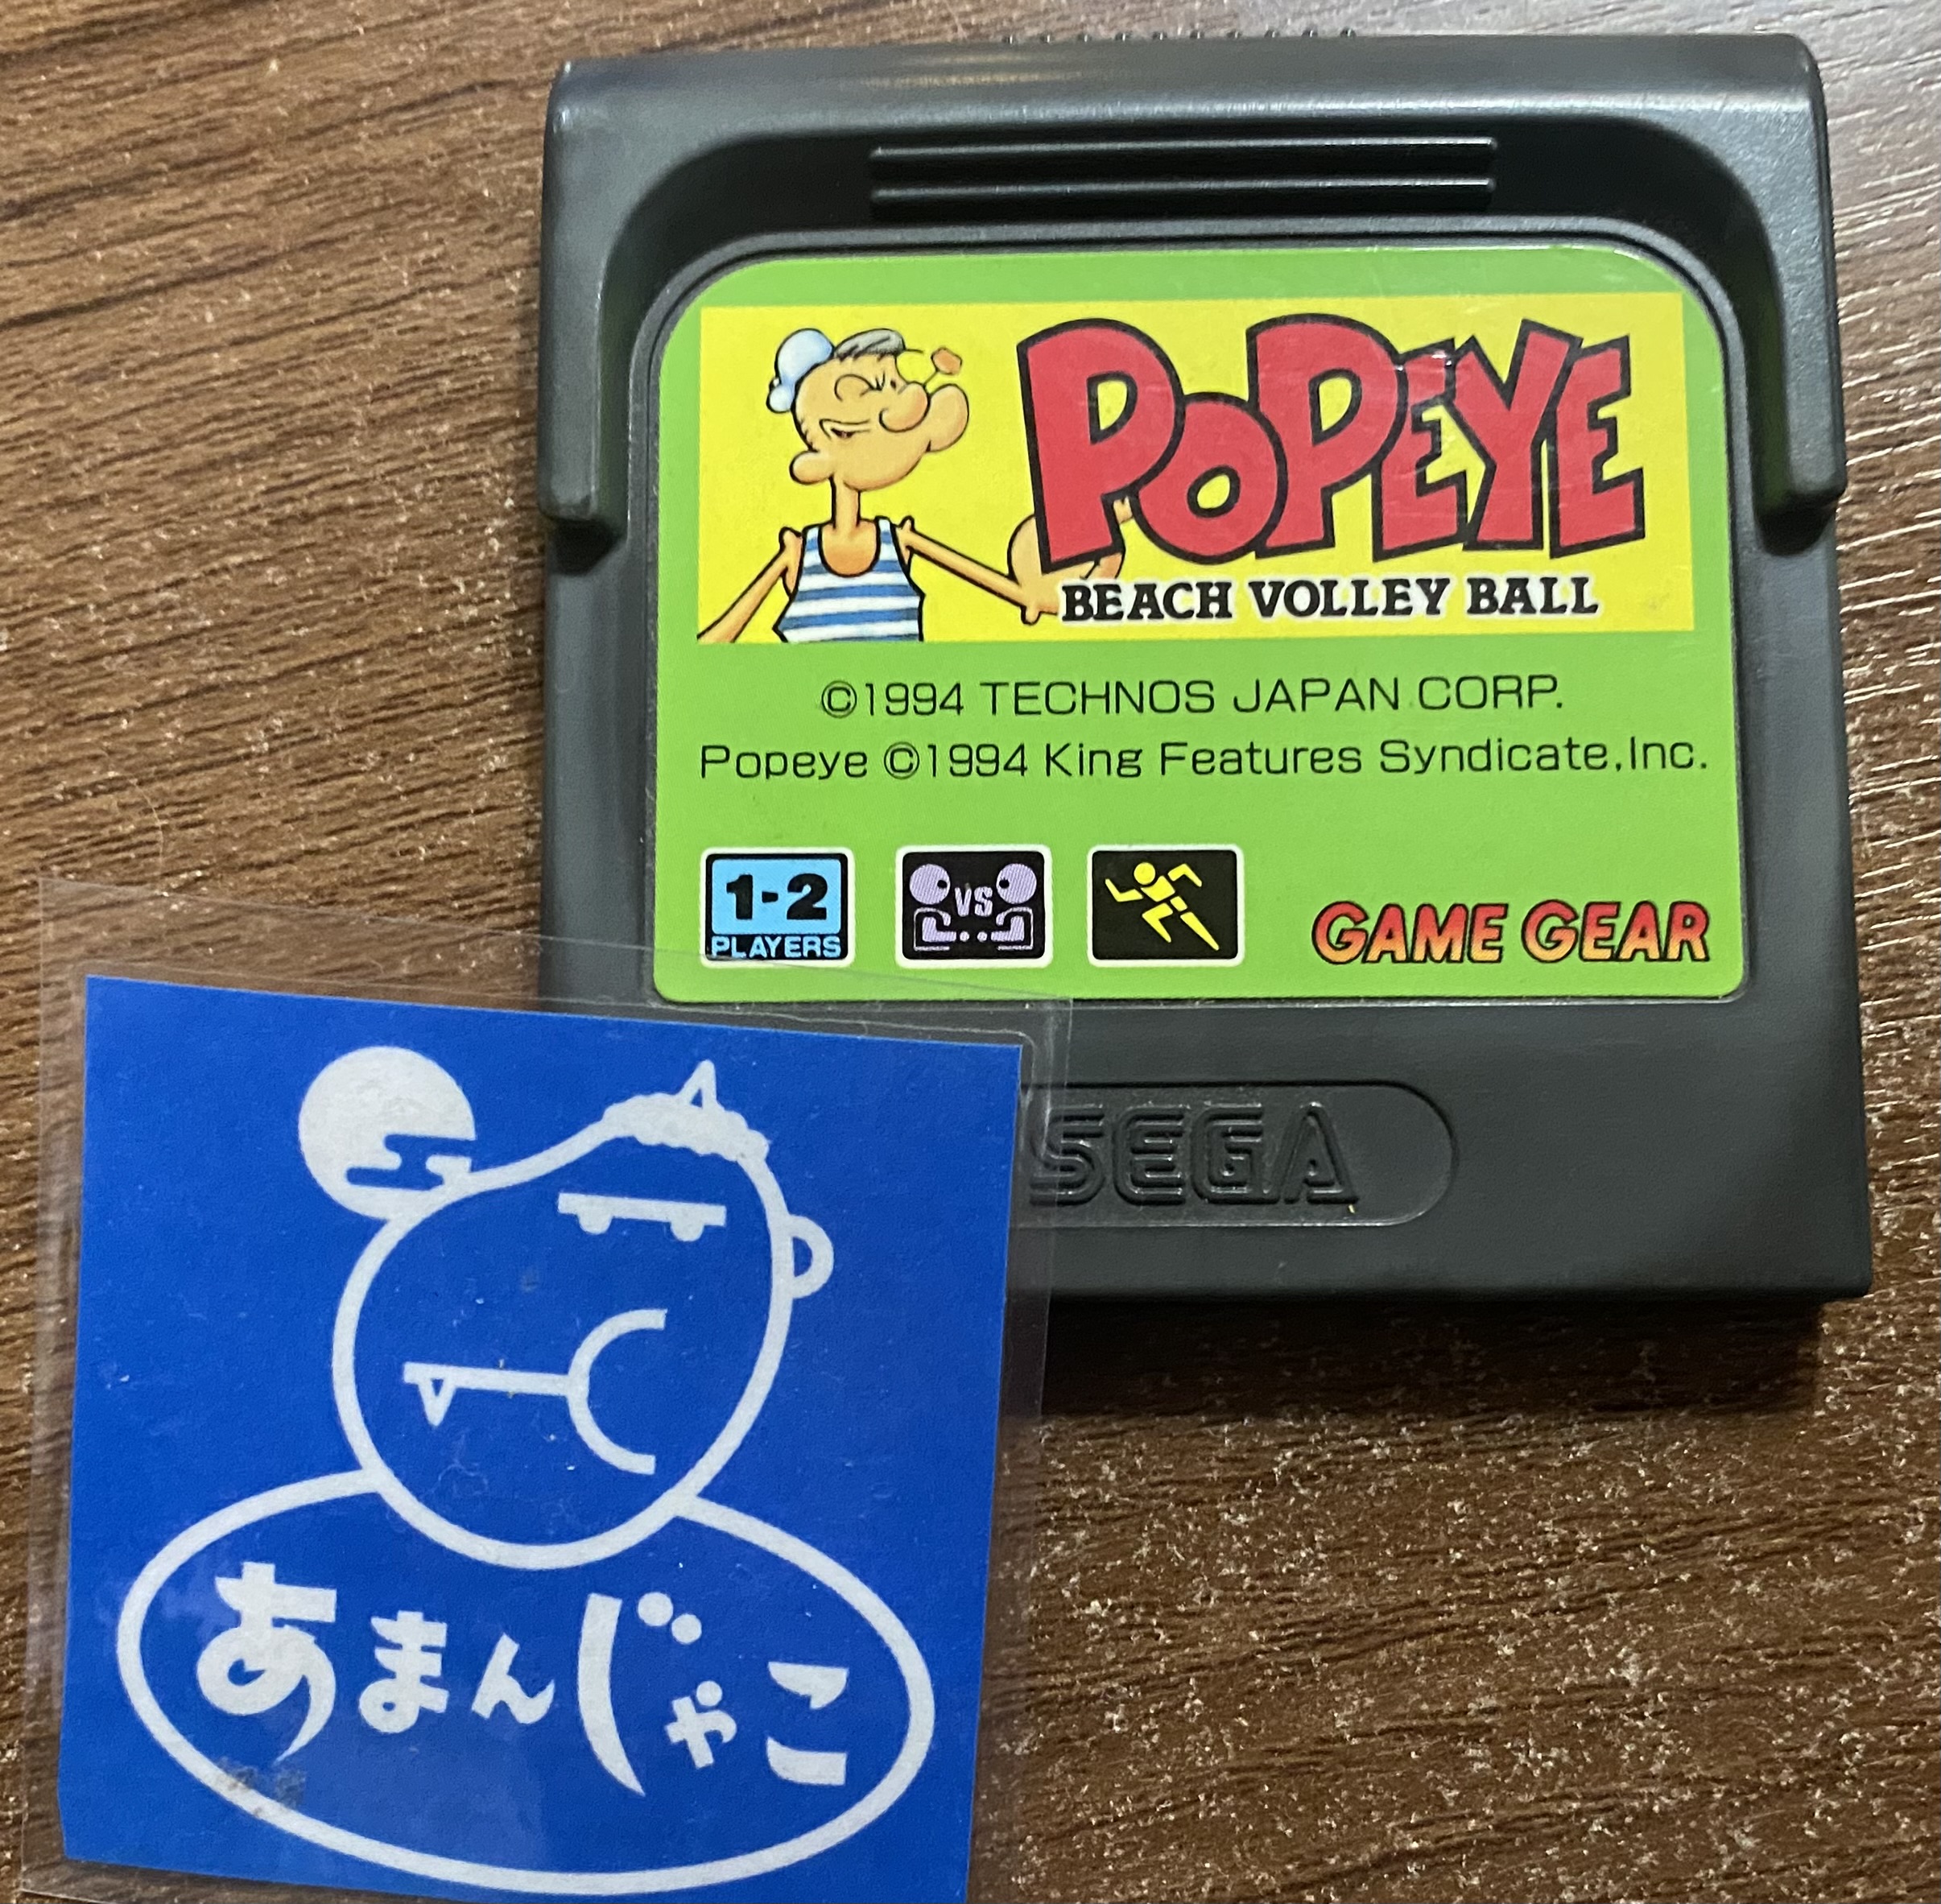 POPEYE
BEACH VOLLEY BALL
©1994 TECHNOS JAPAN CORP.
Popeye ©1994 King Features Syndicate,Inc.
1-2
PLAYERS
VS
GAME GEAR
SEGA
あまんじゃこ